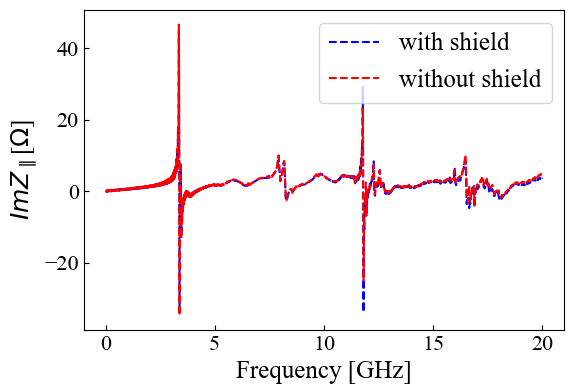 40
20
0
−20
ImZ∥ [Ω]
with shield
without shield
0 5 10 15 20
Frequency [GHz]